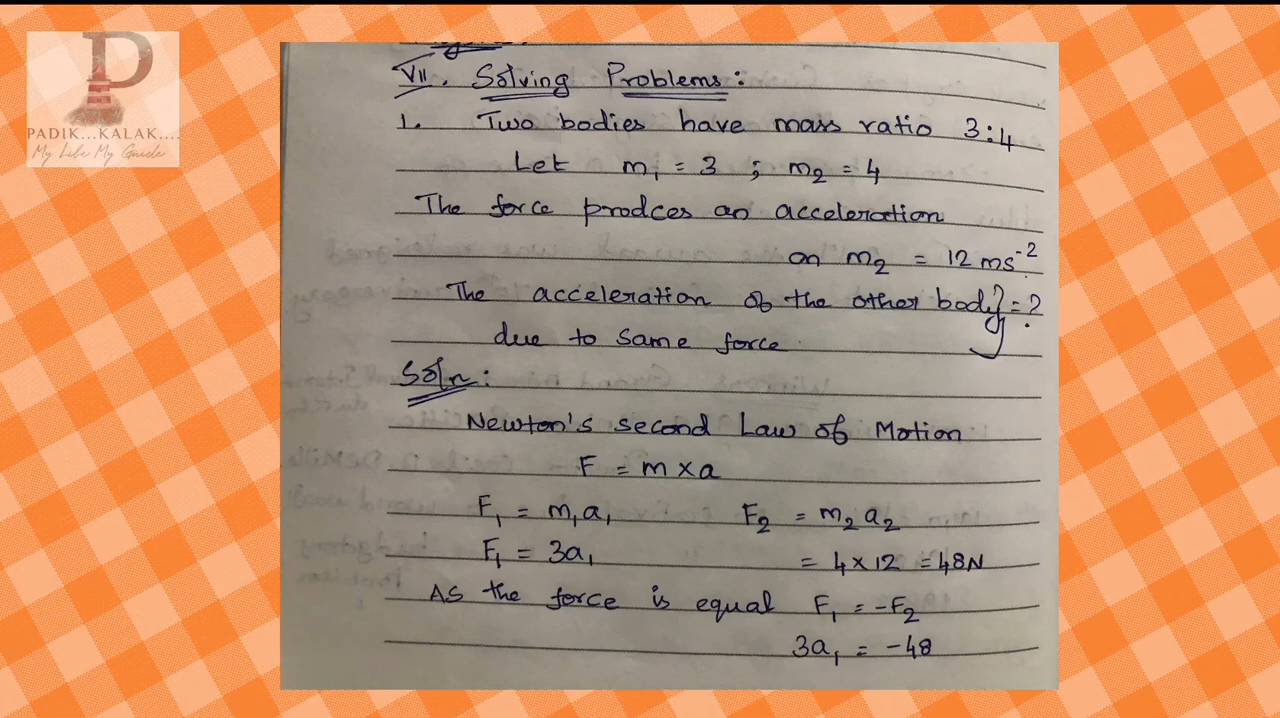 P
PADIK...KALAK....
My Life My Guide
VII. Solving Problems:
1. Two bodies have mass ratio 3:4
Let m₁ = 3 ; m₂ = 4
The force prodces an acceleration
on m₂ = 12 ms⁻²
The acceleration of the other body } = ?
due to same force
Soln:
Newton's second Law of Motion
F = m x a
F₁ = m₁a₁ F₂ = m₂ a₂
F₁ = 3a₁ = 4 x 12 = 48N
As the force is equal F₁ = -F₂
3a₁ = -48